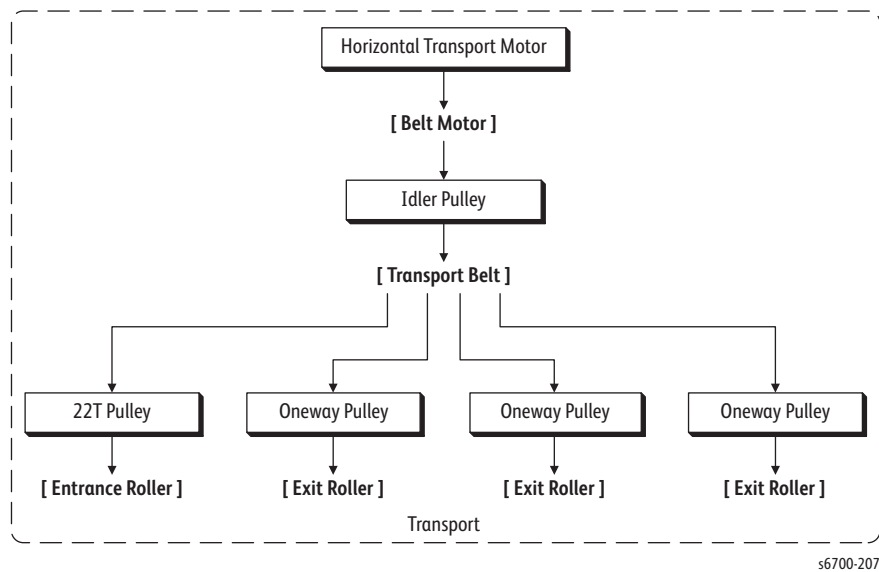 Horizontal Transport Motor
[ Belt Motor ]
Idler Pulley
[ Transport Belt ]
22T Pulley
Oneway Pulley
Oneway Pulley
Oneway Pulley
[ Entrance Roller ]
[ Exit Roller ]
[ Exit Roller ]
[ Exit Roller ]
Transport
s6700-207